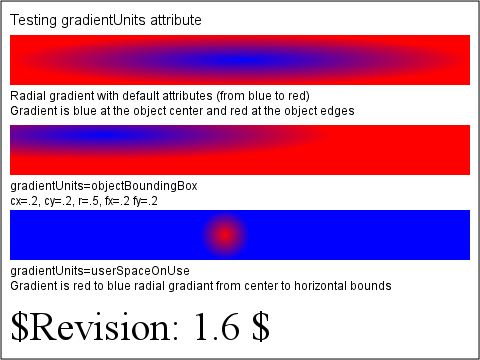 Testing gradientUnits attribute
Radial gradient with default attributes (from blue to red)
Gradient is blue at the object center and red at the object edges
gradientUnits=objectBoundingBox
cx=.2, cy=.2, r=.5, fx=.2 fy=.2
gradientUnits=userSpaceOnUse
Gradient is red to blue radial gradiant from center to horizontal bounds
$Revision: 1.6 $